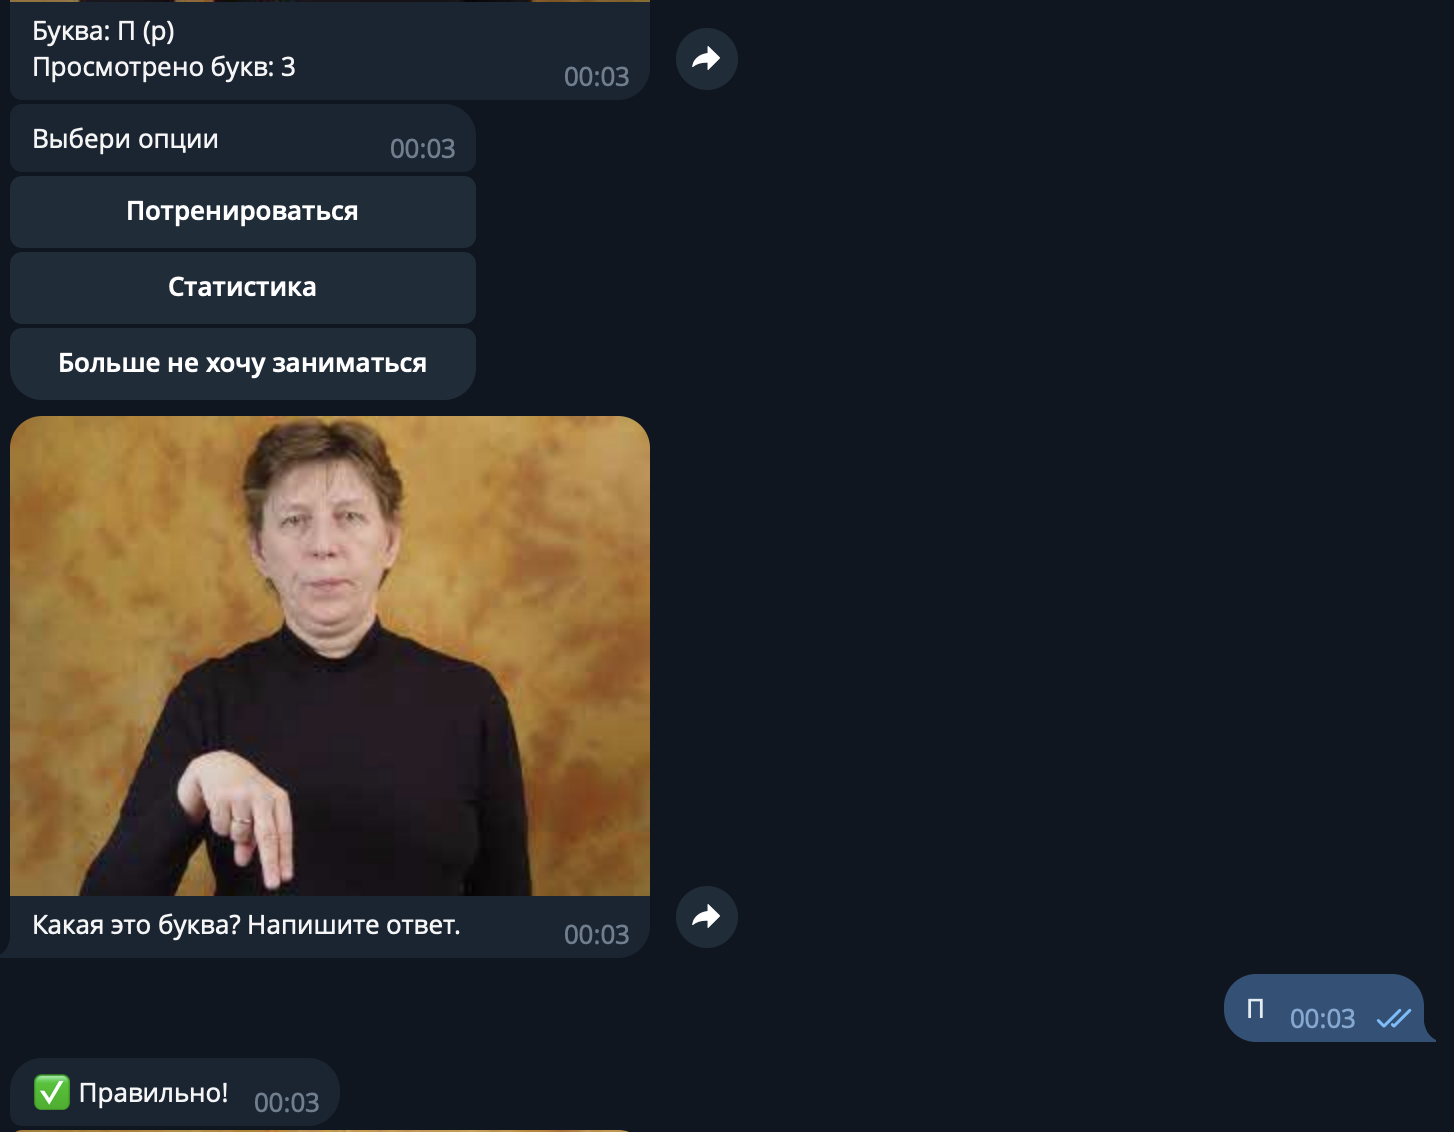 Буква: П (p)
Просмотрено букв: 3
00:03
Выбери опции
00:03
Потренироваться
Статистика
Больше не хочу заниматься
Какая это буква? Напишите ответ.
00:03
П
00:03
✅ Правильно!
00:03